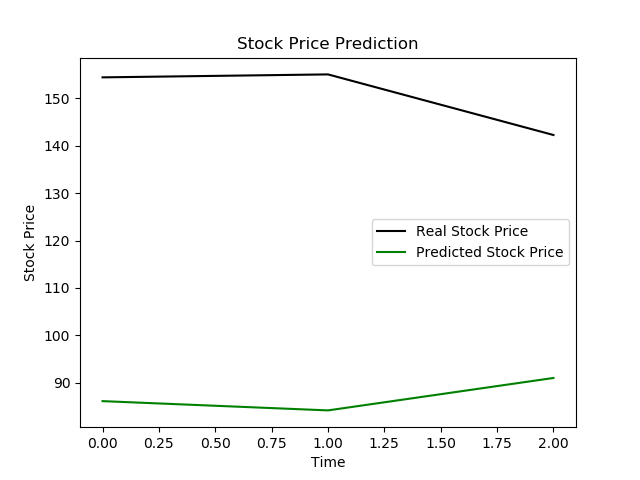 Stock Price Prediction
150
140
130
120
110
100
90
Stock Price
Real Stock Price
Predicted Stock Price
0.00 0.25 0.50 0.75 1.00 1.25 1.50 1.75 2.00
Time